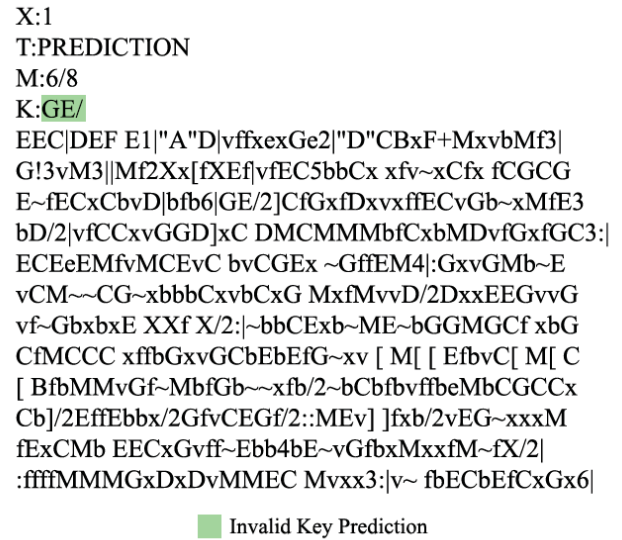 X:1
T:PREDICTION
M:6/8
K:GE/
EEC|DEF E1|"A"D|vffxexGe2|"D"CBxF+MxvbMf3|
G!3vM3||Mf2Xx[fXEf|vfEC5bbCx xfv~xCfx fCGCG
E~fECxCbvD|bfb6|GE/2]CfGxfDxvxffECvGb~xMfE3
bD/2|vfCCxvGGD]xC DMCMMMbfCxbMDvfGxfGC3:|
ECEeEMfvMCEvC bvCGEx ~GffEM4|:GxvGMb~E
vCM~~CG~xbbbCxvbCxG MxfMvvD/2DxxEEGvvG
vf~GbxbxE XXf X/2:|~bbCExb~ME~bGGMGCf xbG
CfMCCC xffbGxvGCbEbEfG~xv [ M[ [ EfbvC[ M[ C
[ BfbMMvGf~MbfGb~~xfb/2~bCbfbvffbeMbCGCCx
Cb]/2EffEbbx/2GfvCEGf/2::MEv] ]fxb/2vEG~xxxM
fExCMb EECxGvff~Ebb4bE~vGfbxMxxfM~fX/2|
:ffffMMMGxDxDvMMEC Mvxx3:|v~ fbECbEfCxGx6|
Invalid Key Prediction